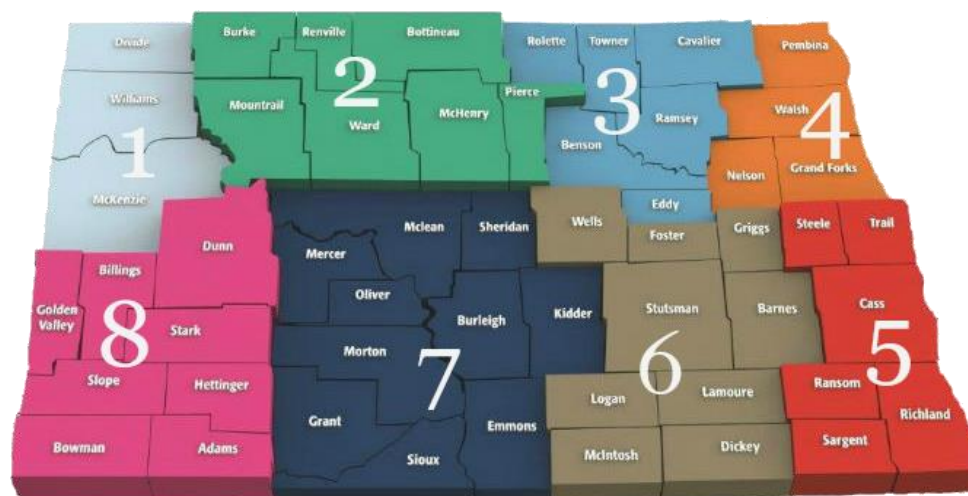 Divide
Williams
1
McKenzie
Burke
Renville
Bottineau
2
Mountrail
Ward
McHenry
Pierce
Rolette
Towner
Cavalier
3
Benson
Ramsey
Eddy
Pembina
Walsh
4
Nelson
Grand Forks
Steele
Trail
Cass
5
Ransom
Richland
Sargent
Wells
Foster
Griggs
Stutsman
Barnes
6
Logan
Lamoure
McIntosh
Dickey
Mclean
Sheridan
Mercer
Oliver
Burleigh
Kidder
Morton
7
Grant
Emmons
Sioux
Dunn
Billings
Golden
Valley
8
Stark
Slope
Hettinger
Bowman
Adams